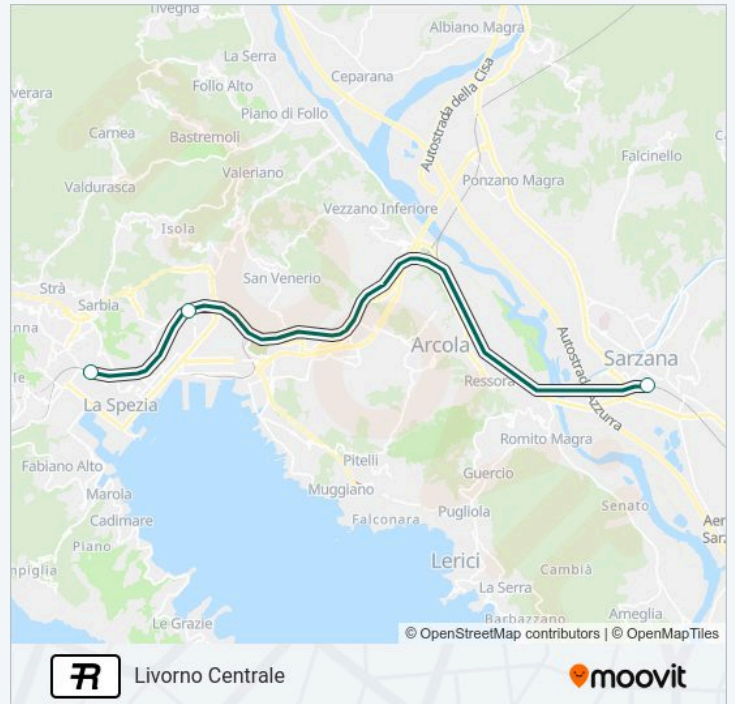 Tivegna
Albiano Magra
La Serra
Ceparana
verara
Follo Alto
Autostrada della Cisa
Piano di Follo
Carnea
Bastremoli
Falcinello
Valeriano
Ponzano Magra
Valdurasca
Vezzano Inferiore
Isola
San Venerio
Strà
Sarbia
nna
Arcola
Autostrada Azzurra
Sarzana
le
Ressora
La Spezia
Romito Magra
Fabiano Alto
Pitelli
Guercio
Marola
Muggiano
Senato
Cadimare
Falconara
Pugliola
Aer
Sar.
Piano
Lerici
npiglia
Cambià
La Serra
Le Grazie
Barbazzano
Ameglia
© OpenStreetMap contributors | © OpenMapTiles
R
Livorno Centrale
moovit